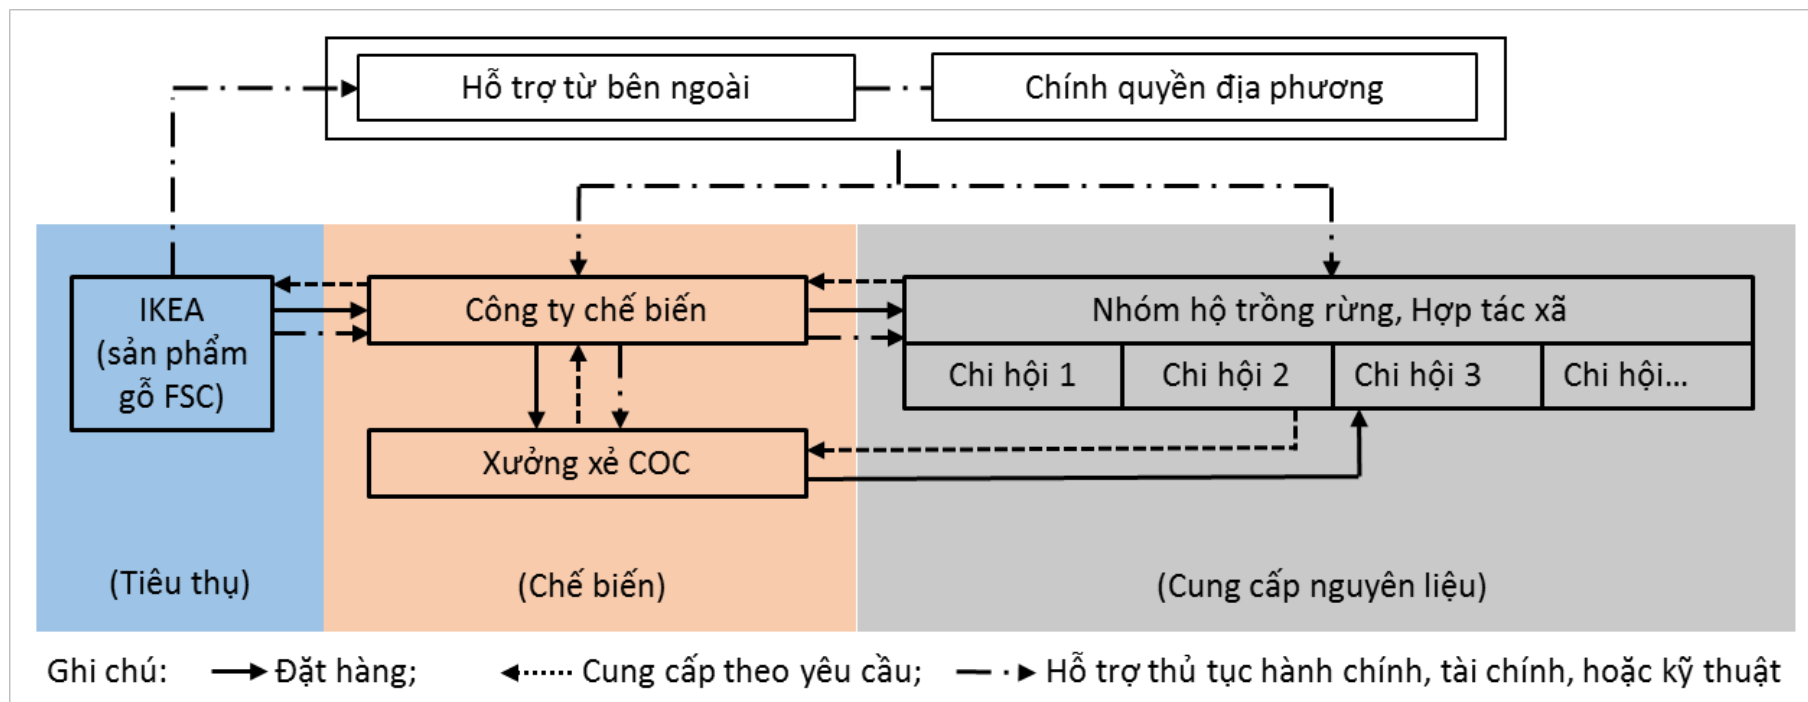 Hỗ trợ từ bên ngoài
Chính quyền địa phương
IKEA
(sản phẩm
gỗ FSC)
Công ty chế biến
Nhóm hộ trồng rừng, Hợp tác xã
Chi hội 1
Chi hội 2
Chi hội 3
Chi hội...
Xưởng xẻ COC
(Tiêu thụ)
(Chế biến)
(Cung cấp nguyên liệu)
Ghi chú: Đặt hàng; Cung cấp theo yêu cầu; Hỗ trợ thủ tục hành chính, tài chính, hoặc kỹ thuật